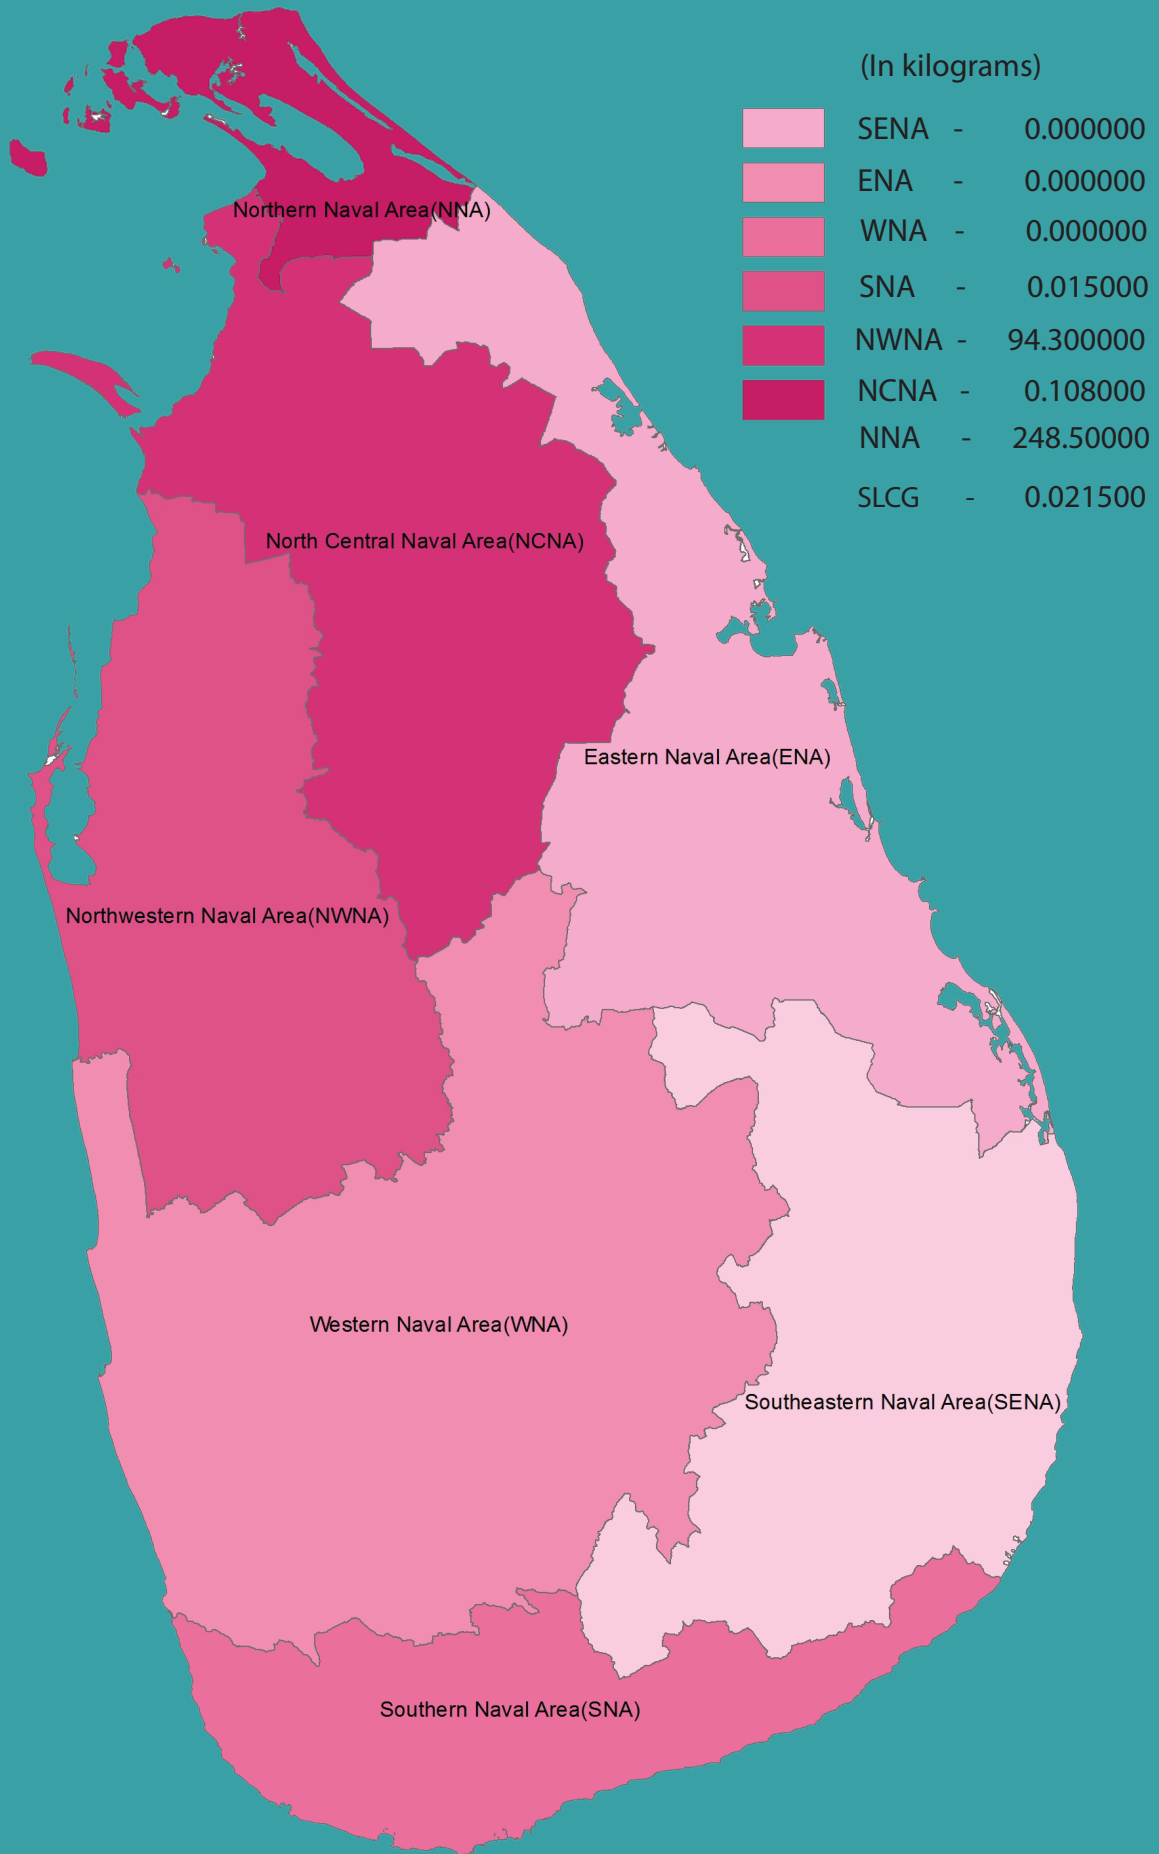 (In kilograms)
SENA - 0.000000
ENA - 0.000000
WNA - 0.000000
SNA - 0.015000
NWNA - 94.300000
NCNA - 0.108000
NNA - 248.50000
SLCG - 0.021500
Northern Naval Area(NNA)
North Central Naval Area(NCNA)
Eastern Naval Area(ENA)
Northwestern Naval Area(NWNA)
Western Naval Area(WNA)
Southeastern Naval Area(SENA)
Southern Naval Area(SNA)